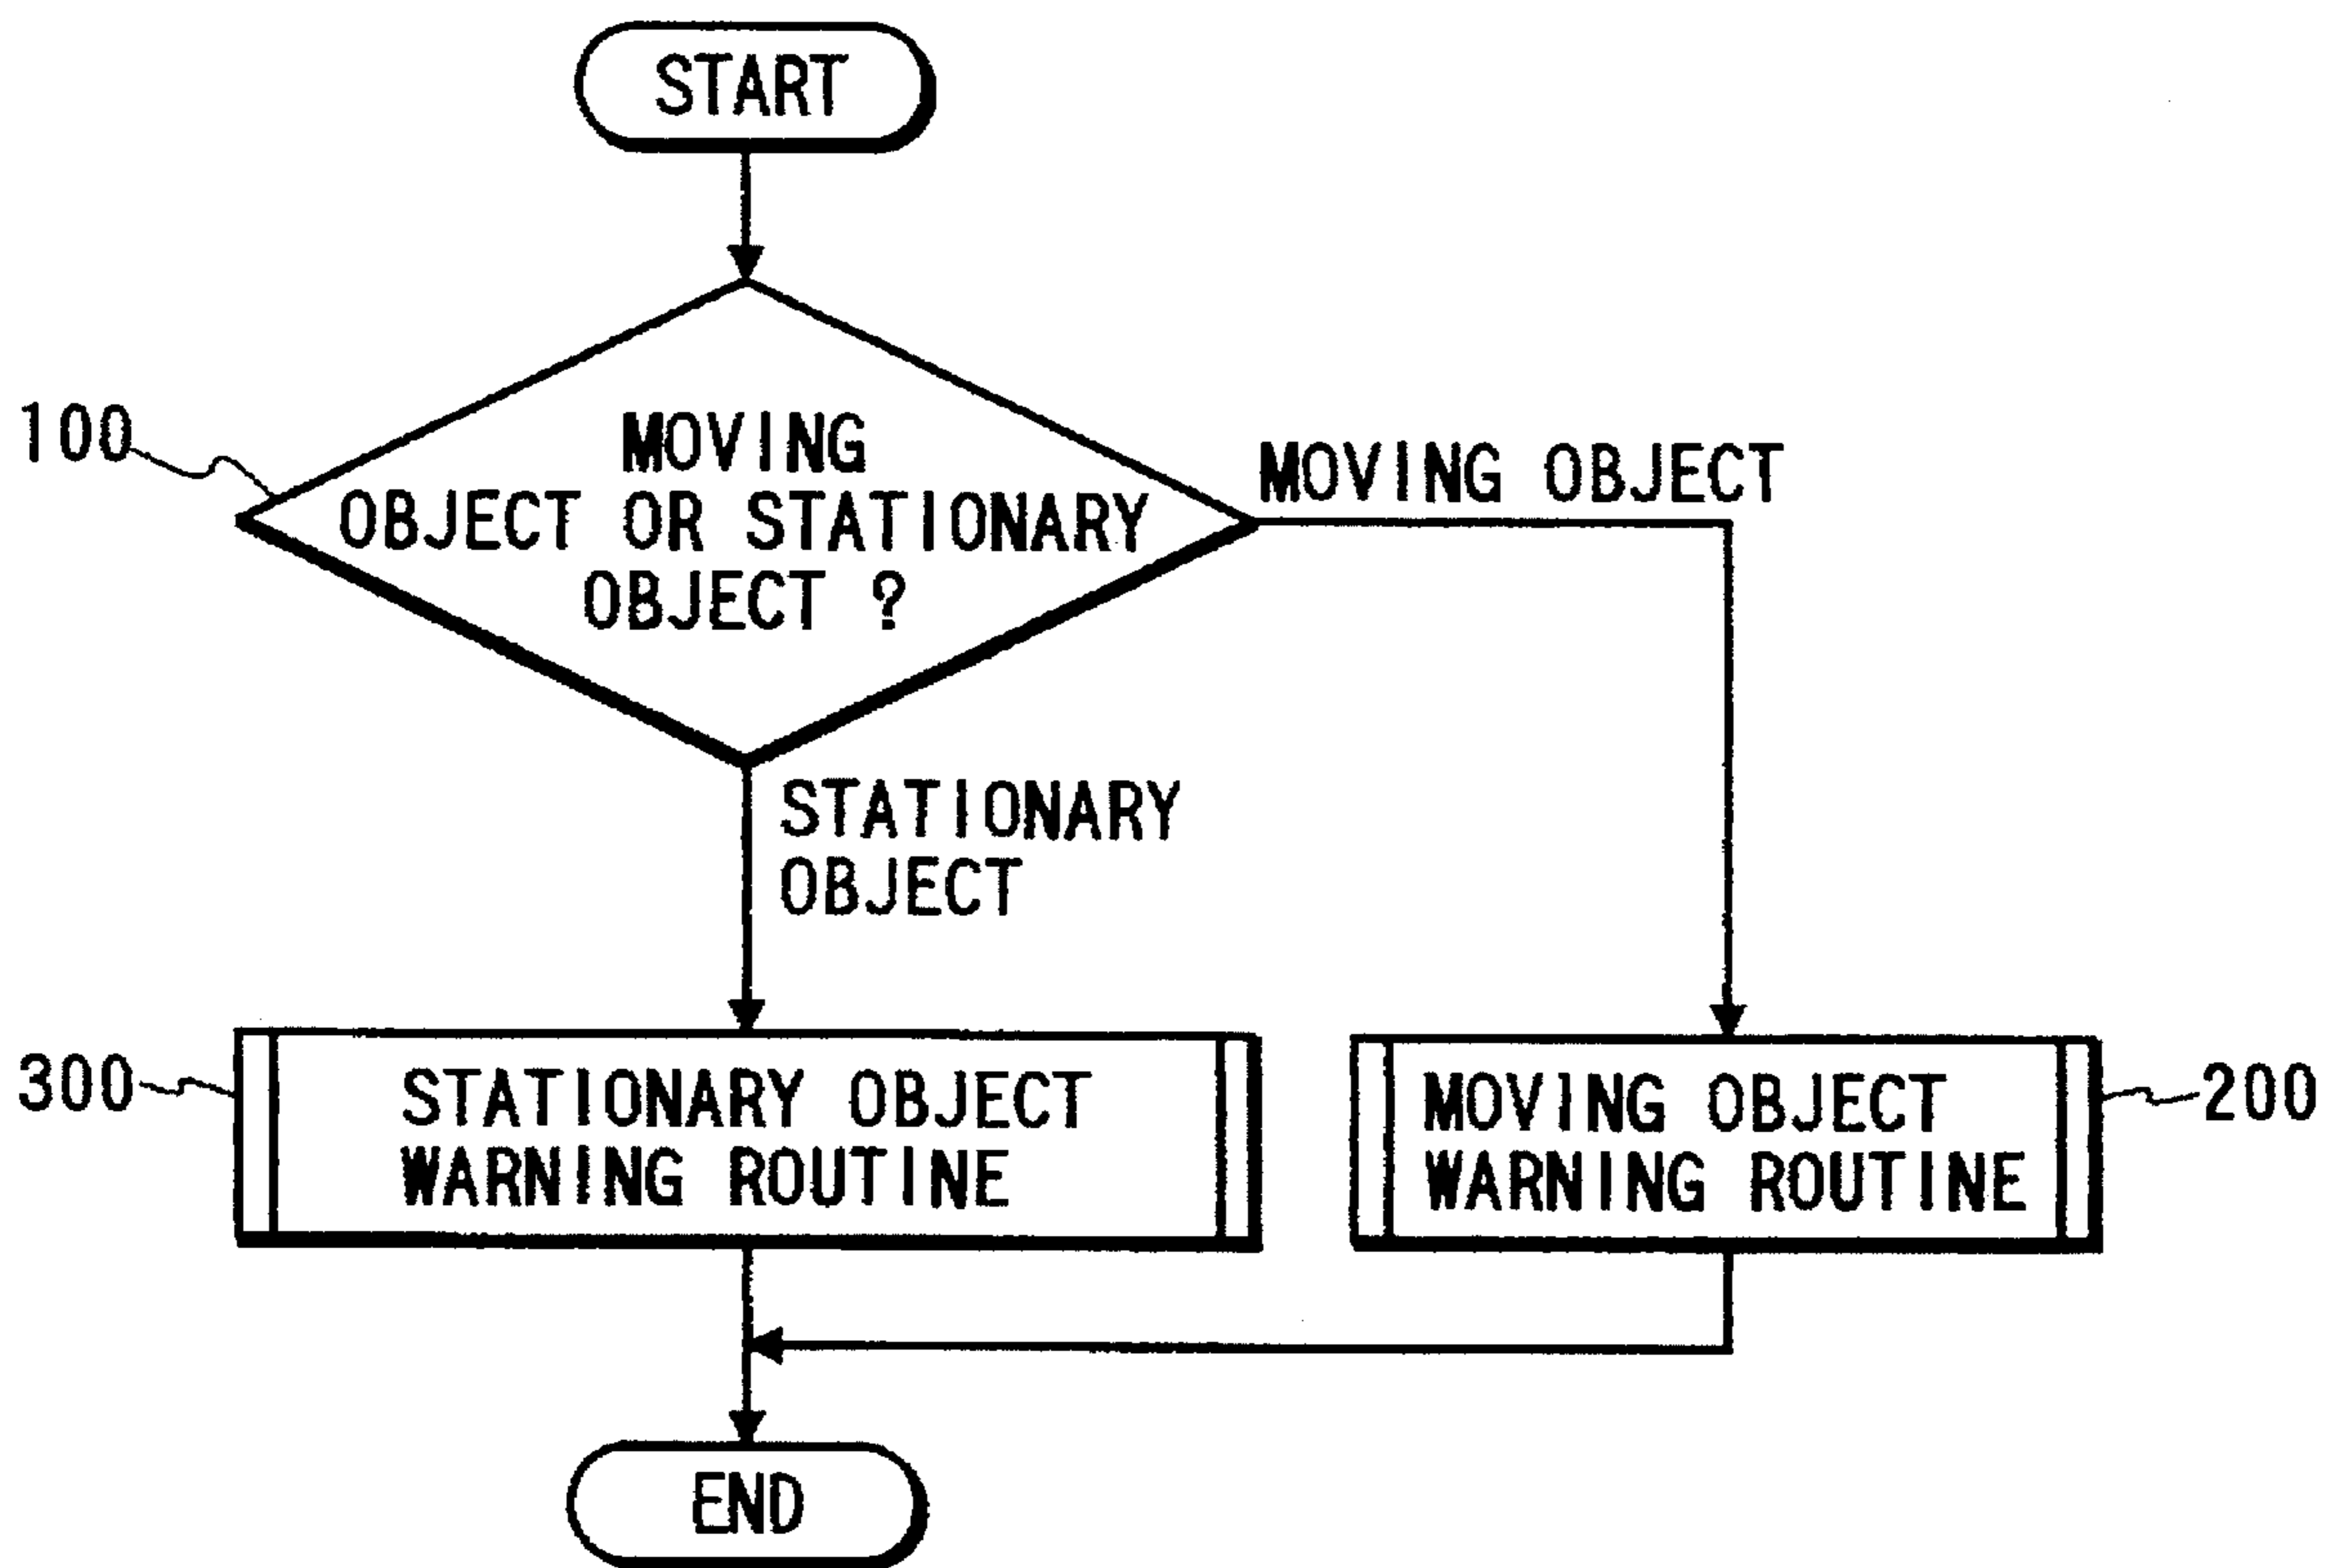 START
100
MOVING
OBJECT OR STATIONARY
OBJECT ?
MOVING OBJECT
STATIONARY
OBJECT
300
STATIONARY OBJECT
WARNING ROUTINE
MOVING OBJECT
WARNING ROUTINE
200
END